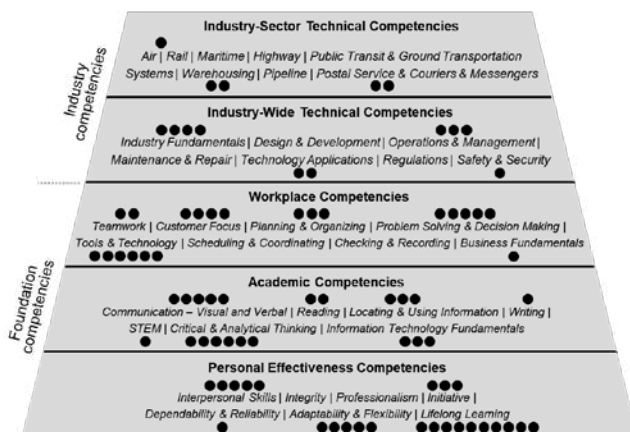 Industry competencies
Industry-Sector Technical Competencies
Air | Rail | Maritime | Highway | Public Transit & Ground Transportation
Systems | Warehousing | Pipeline | Postal Service & Couriers & Messengers
Industry-Wide Technical Competencies
Industry Fundamentals | Design & Development | Operations & Management |
Maintenance & Repair | Technology Applications | Regulations | Safety & Security
Foundation competencies
Workplace Competencies
Teamwork | Customer Focus | Planning & Organizing | Problem Solving & Decision Making |
Tools & Technology | Scheduling & Coordinating | Checking & Recording | Business Fundamentals
Academic Competencies
Communication – Visual and Verbal | Reading | Locating & Using Information | Writing |
STEM | Critical & Analytical Thinking | Information Technology Fundamentals
Personal Effectiveness Competencies
Interpersonal Skills | Integrity | Professionalism | Initiative |
Dependability & Reliability | Adaptability & Flexibility | Lifelong Learning